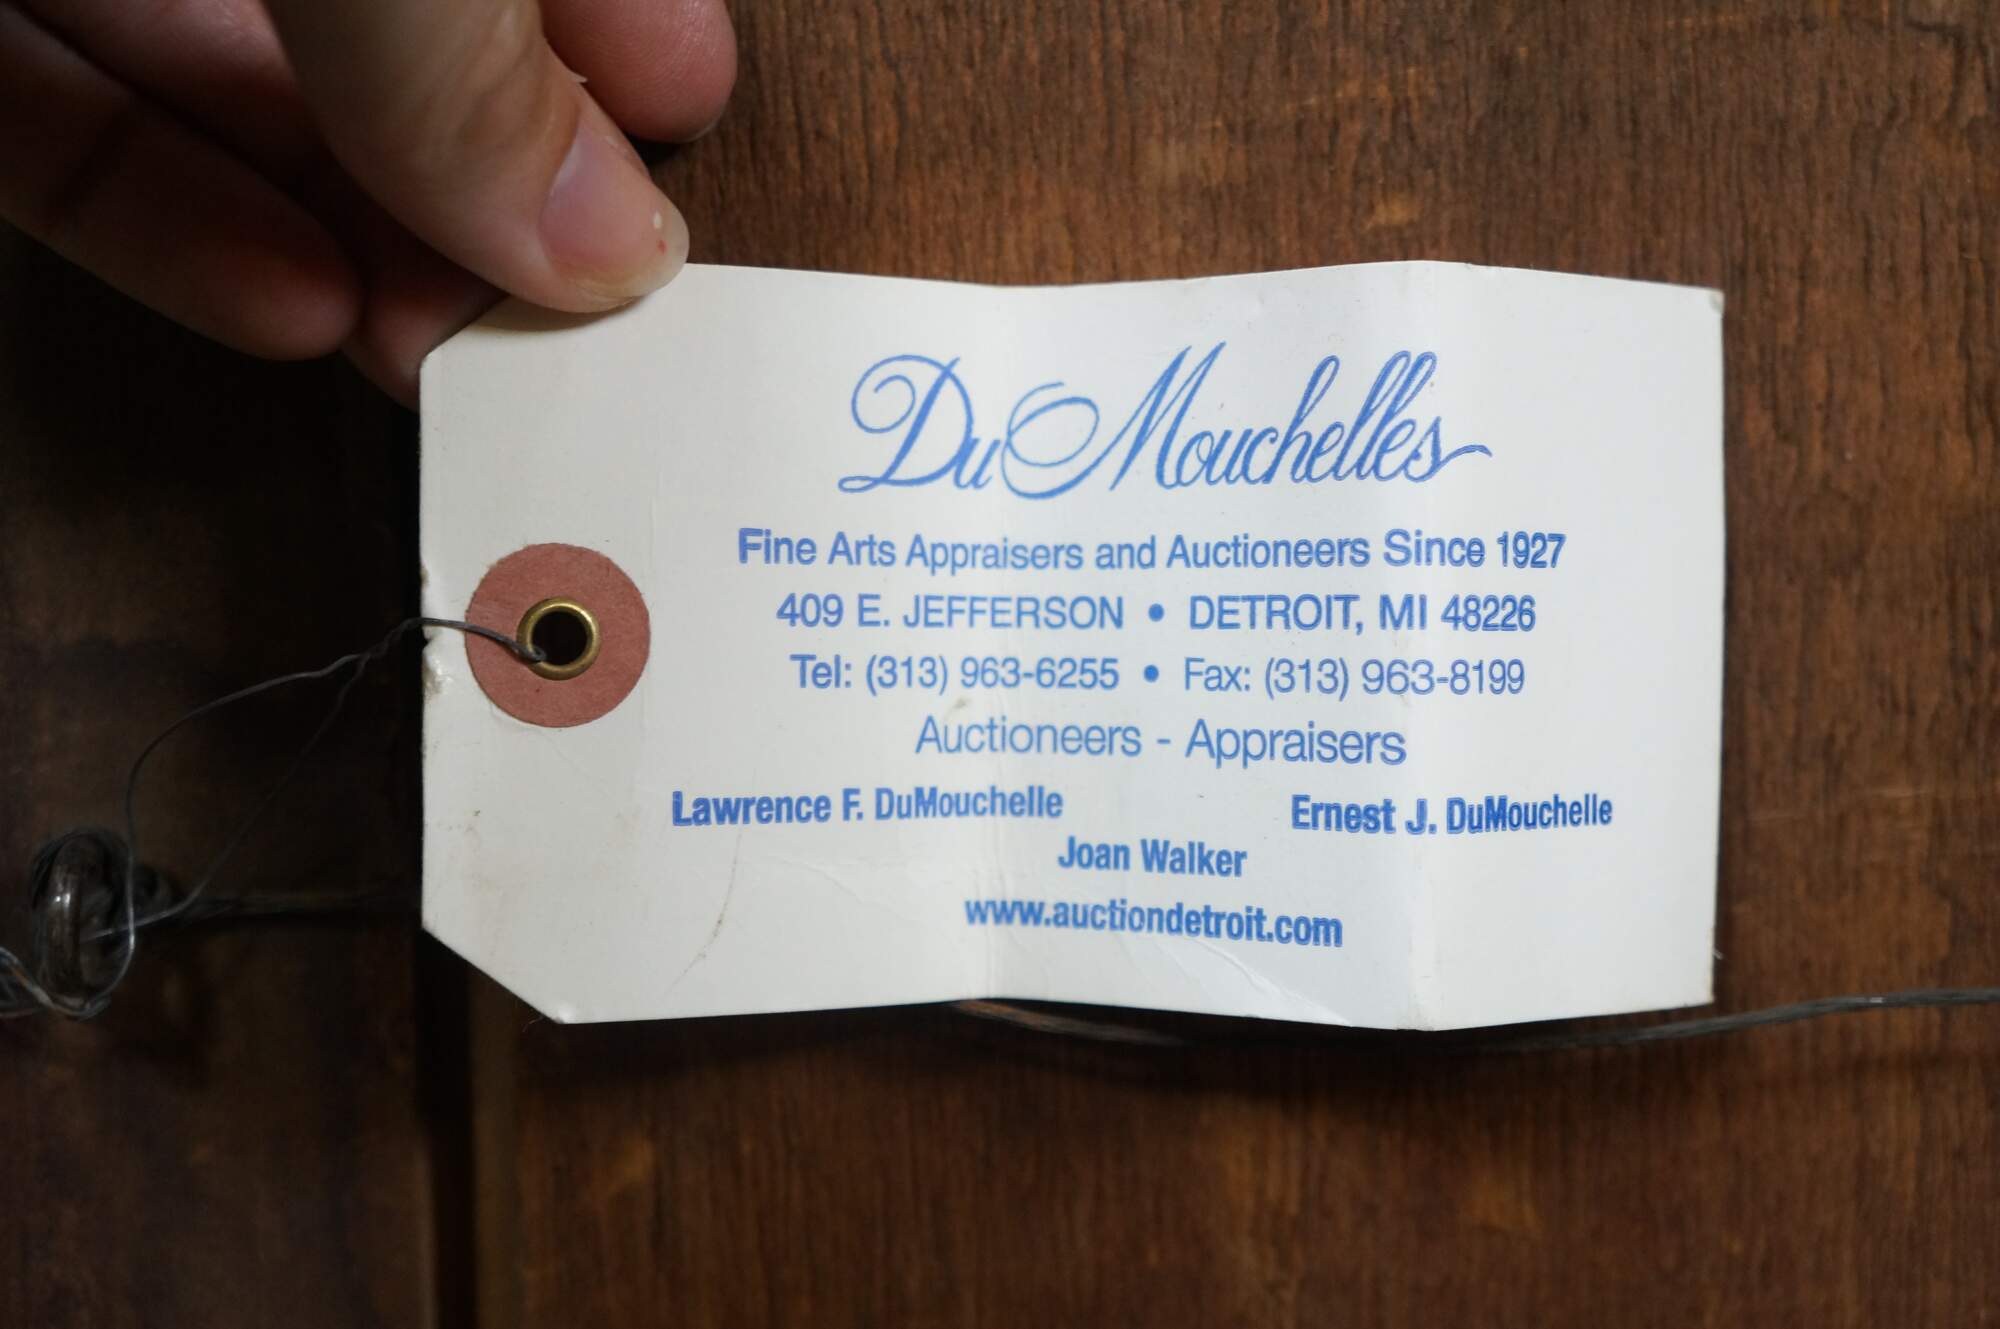 DuMouchelles
Fine Arts Appraisers and Auctioneers Since 1927
409 E. JEFFERSON • DETROIT, MI 48226
Tel: (313) 963-6255 • Fax: (313) 963-8199
Auctioneers - Appraisers
Lawrence F. DuMouchelle Ernest J. DuMouchelle
Joan Walker
www.auctiondetroit.com